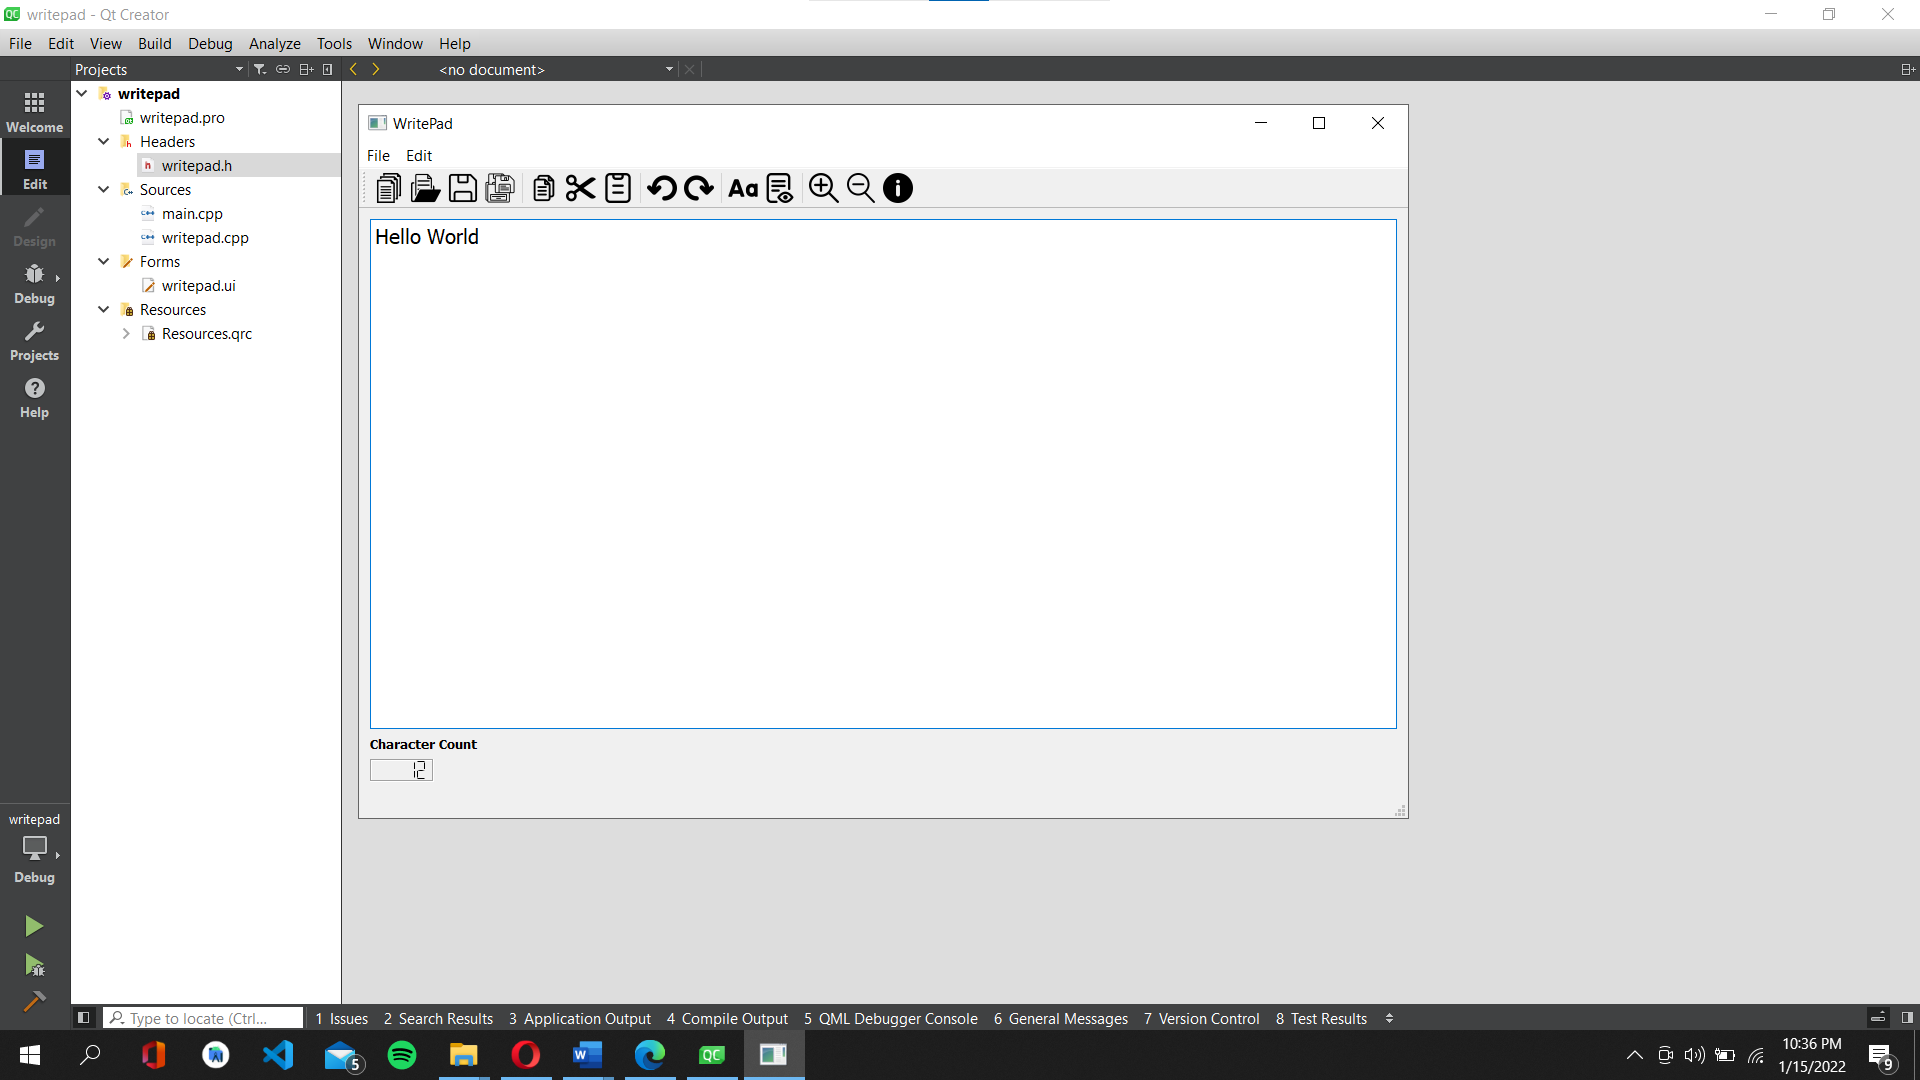 writepad - Qt Creator
File Edit View Build Debug Analyze Tools Window Help
Projects
<no document>
writepad
writepad.pro
Headers
writepad.h
Sources
main.cpp
writepad.cpp
Forms
writepad.ui
Resources
Resources.qrc
Welcome
Edit
Design
Debug
Projects
Help
writepad
Debug
WritePad
File Edit
Aa
Hello World
Character Count
12
Type to locate (Ctrl...
1 Issues 2 Search Results 3 Application Output 4 Compile Output 5 QML Debugger Console 6 General Messages 7 Version Control 8 Test Results
5
W
QC
10:36 PM
1/15/2022
9